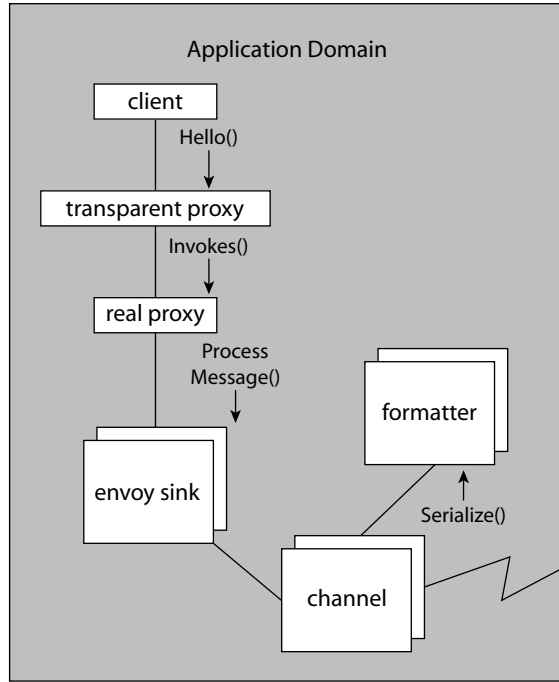 Application Domain
client
Hello()
transparent proxy
Invokes()
real proxy
Process
Message()
formatter
envoy sink
Serialize()
channel